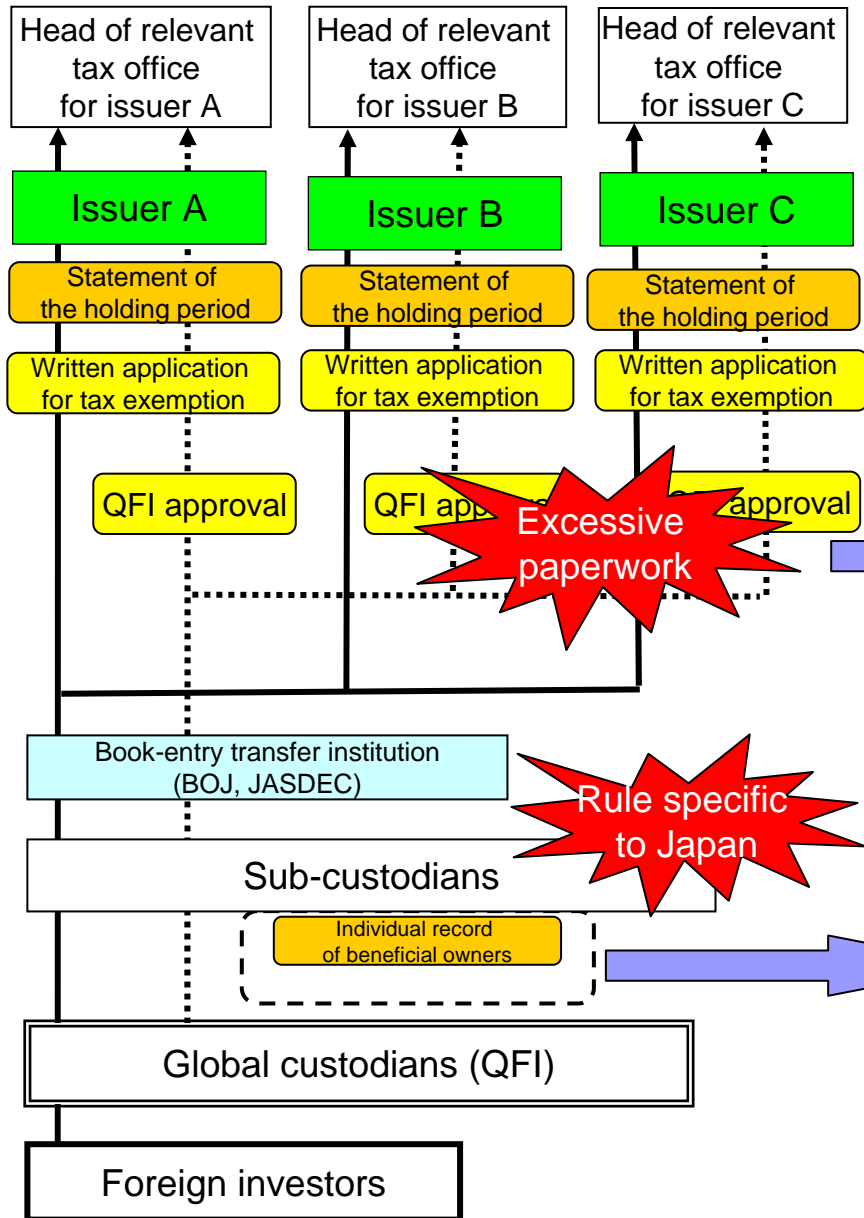 Head of relevant
tax office
for issuer A
Head of relevant
tax office
for issuer B
Head of relevant
tax office
for issuer C
Issuer A
Issuer B
Issuer C
Statement of
the holding period
Statement of
the holding period
Statement of
the holding period
Written application
for tax exemption
Written application
for tax exemption
Written application
for tax exemption
QFI approval
QFI
approval
Excessive
paperwork
Book-entry transfer institution
(BOJ, JASDEC)
Rule specific
to Japan
Sub-custodians
Individual record
of beneficial owners
Global custodians (QFI)
Foreign investors